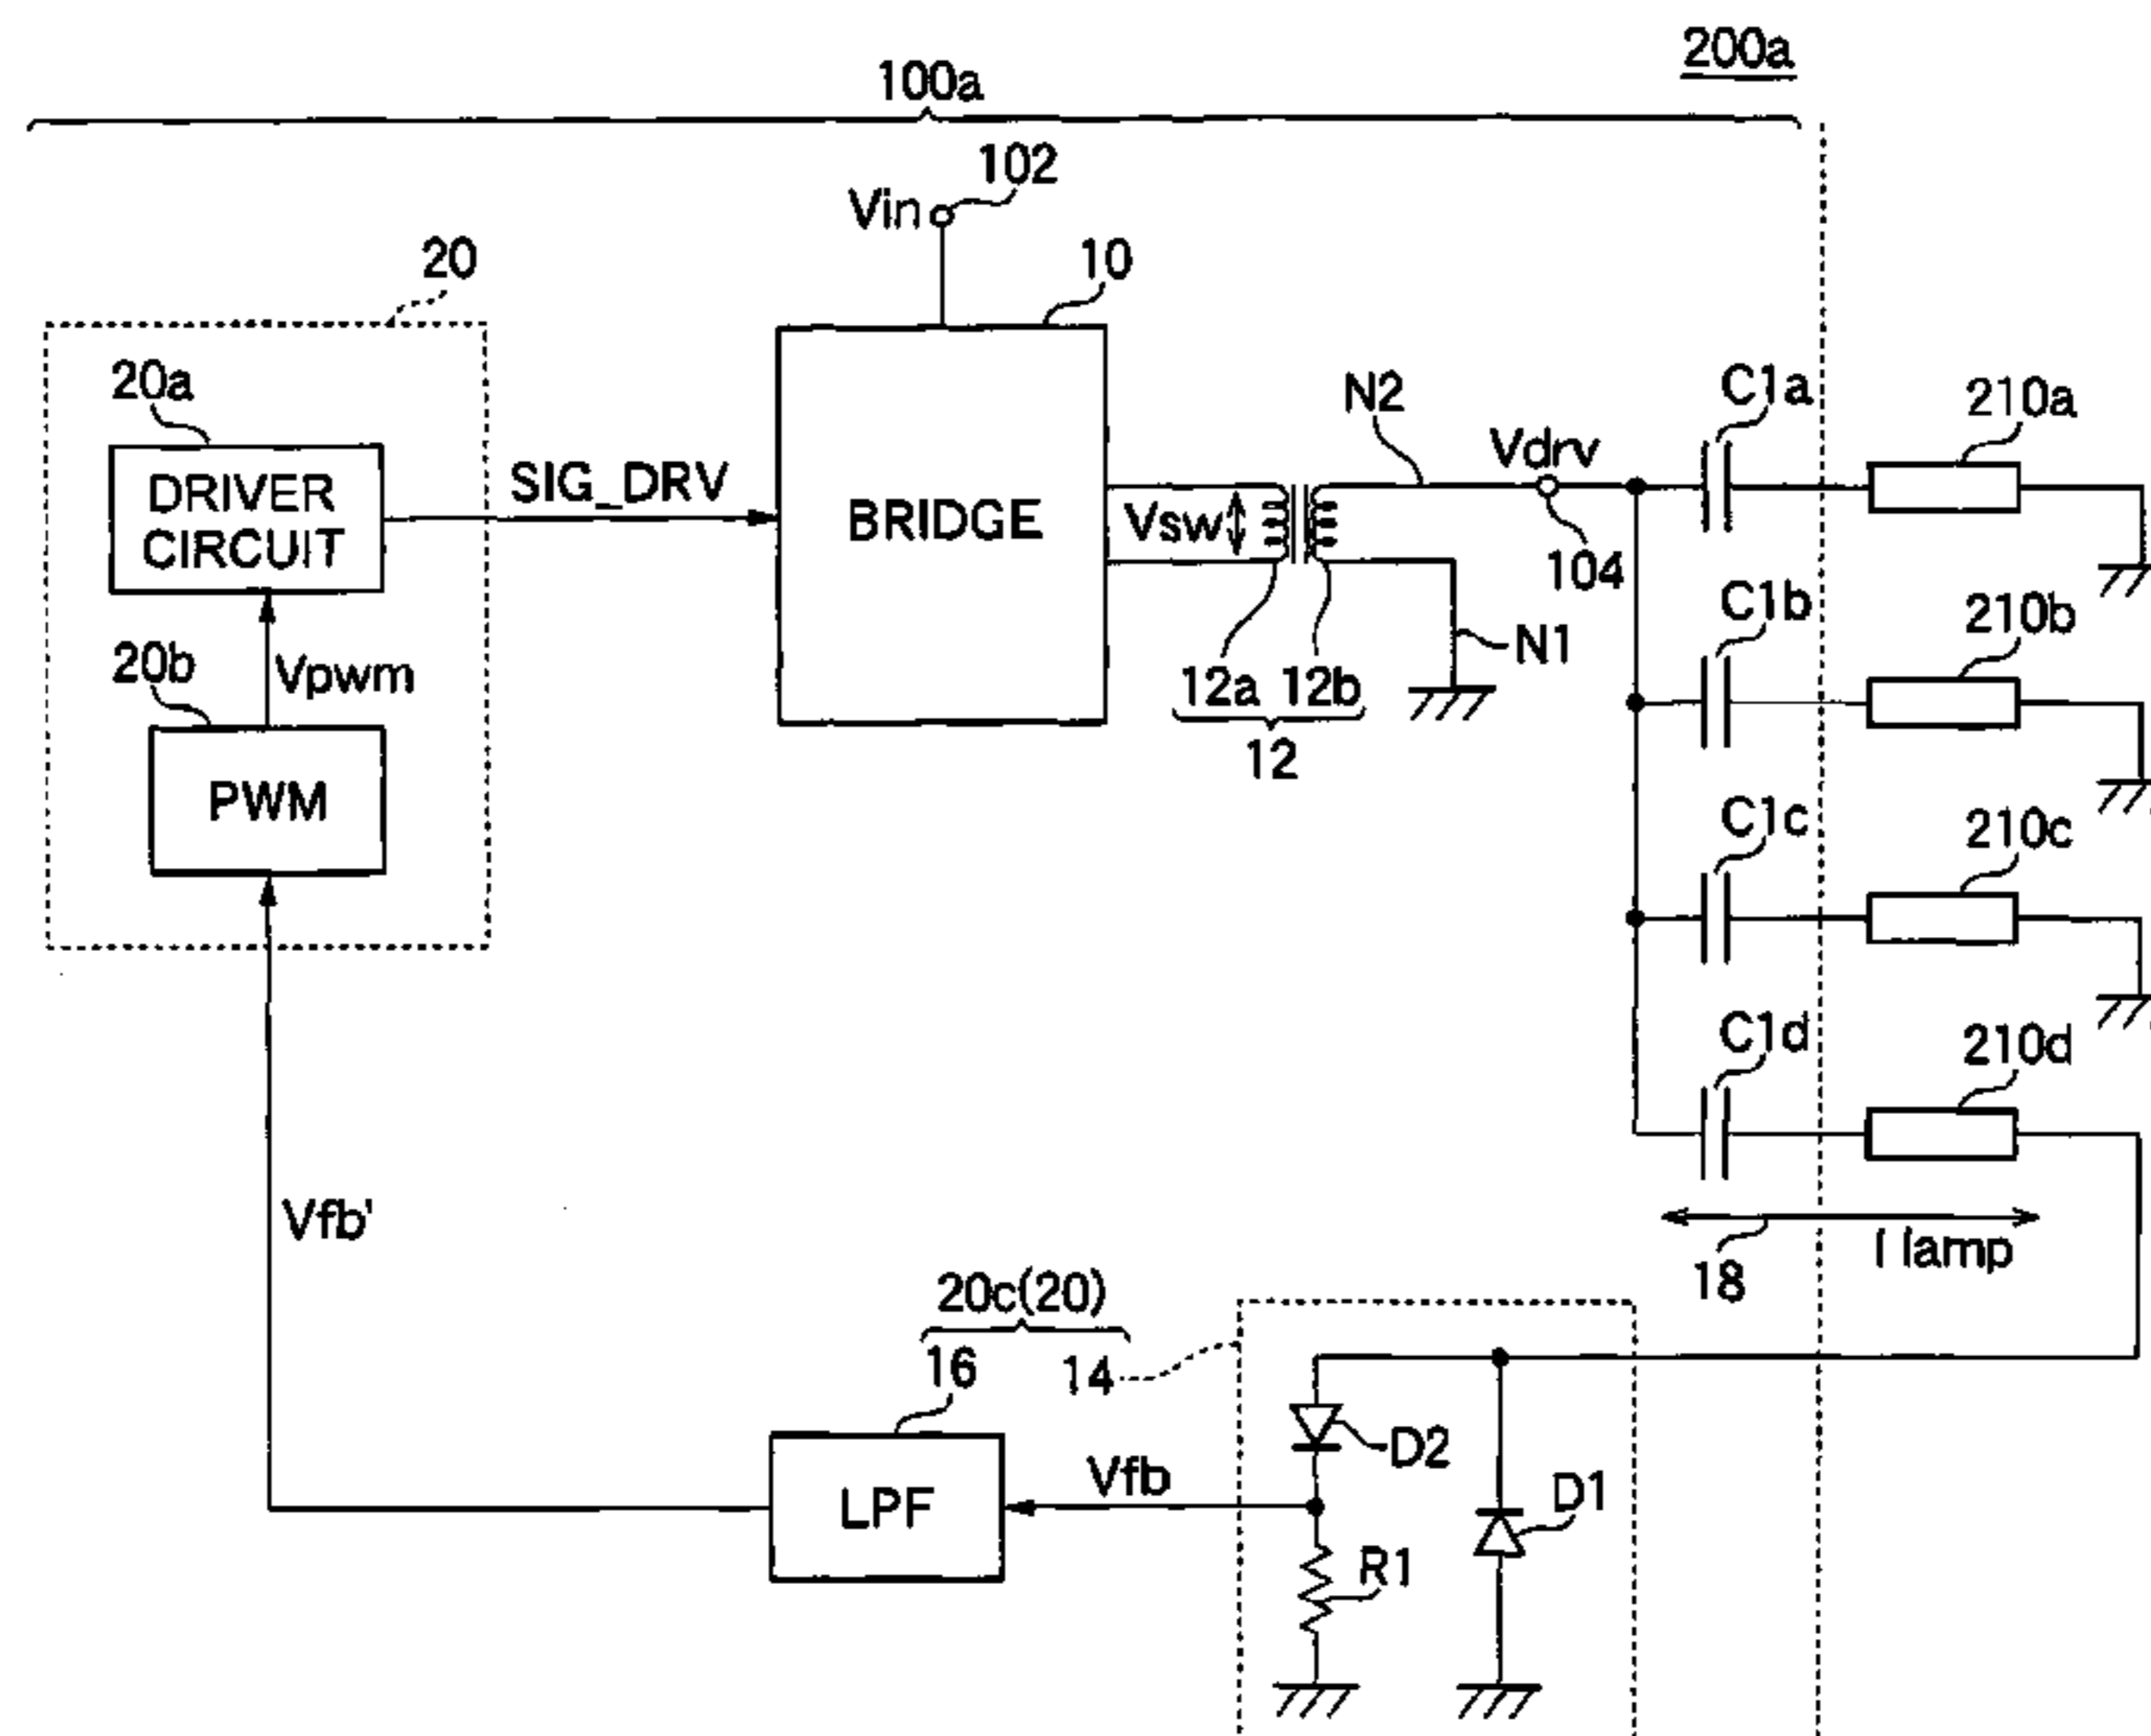 200a
100a
102
Vin
20
10
20a
DRIVER
CIRCUIT
SIG_DRV
BRIDGE
Vsw
N2
Vdrv
104
C1a
210a
20b
Vpwm
PWM
12a 12b
12
N1
C1b
210b
C1c
210c
C1d
210d
Vfb'
18
I lamp
20c(20)
16
14
LPF
Vfb
D2
D1
R1